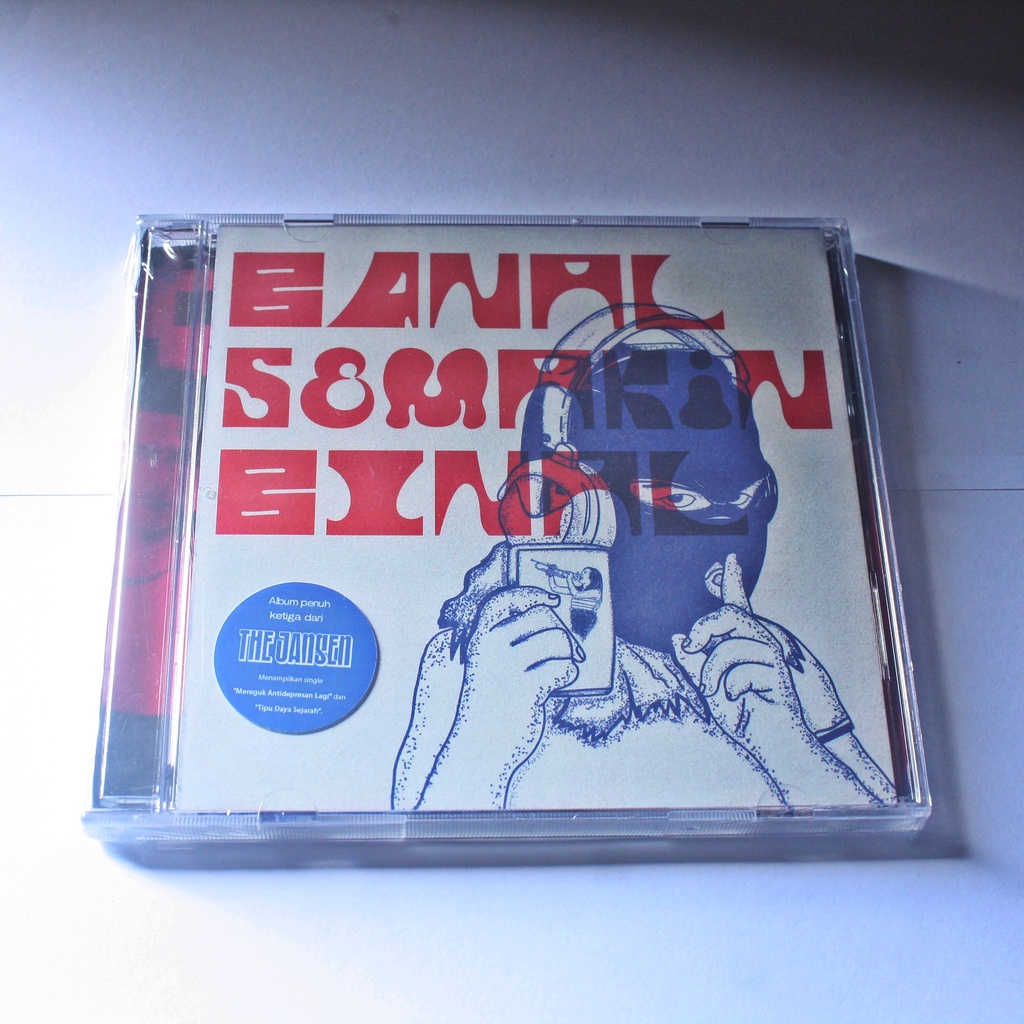 BANAL
SEMAKiN
BINAL
Album penuh
ketiga dari
THE JANSEN
Menampilkan single
"Mereguk Antidepresan Lagi" dan
"Tipu Daya Sejarah".